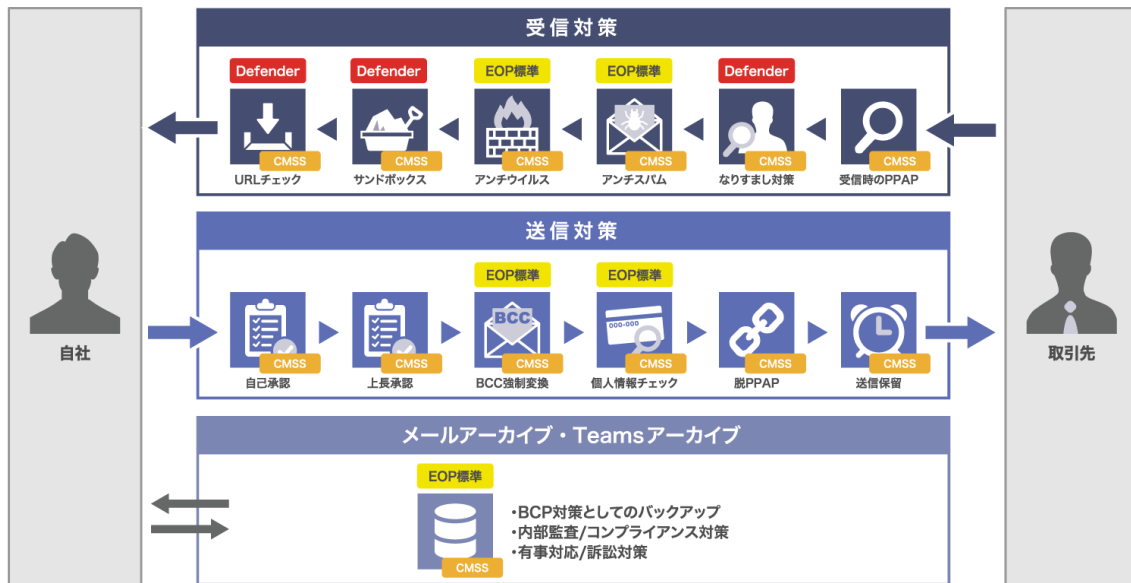 受信対策
Defender
Defender
EOP標準
EOP標準
Defender
CMSS
CMSS
CMSS
CMSS
CMSS
CMSS
URLチェック
サンドボックス
アンチウイルス
アンチスパム
なりすまし対策
受信時のPPAP
送信対策
EOP標準
EOP標準
BCC
000-000
CMSS
CMSS
CMSS
CMSS
CMSS
CMSS
自己承認
上長承認
BCC強制変換
個人情報チェック
脱PPAP
送信保留
自社
取引先
メールアーカイブ・Teamsアーカイブ
EOP標準
CMSS
・BCP対策としてのバックアップ
・内部監査/コンプライアンス対策
・有事対応/訴訟対策